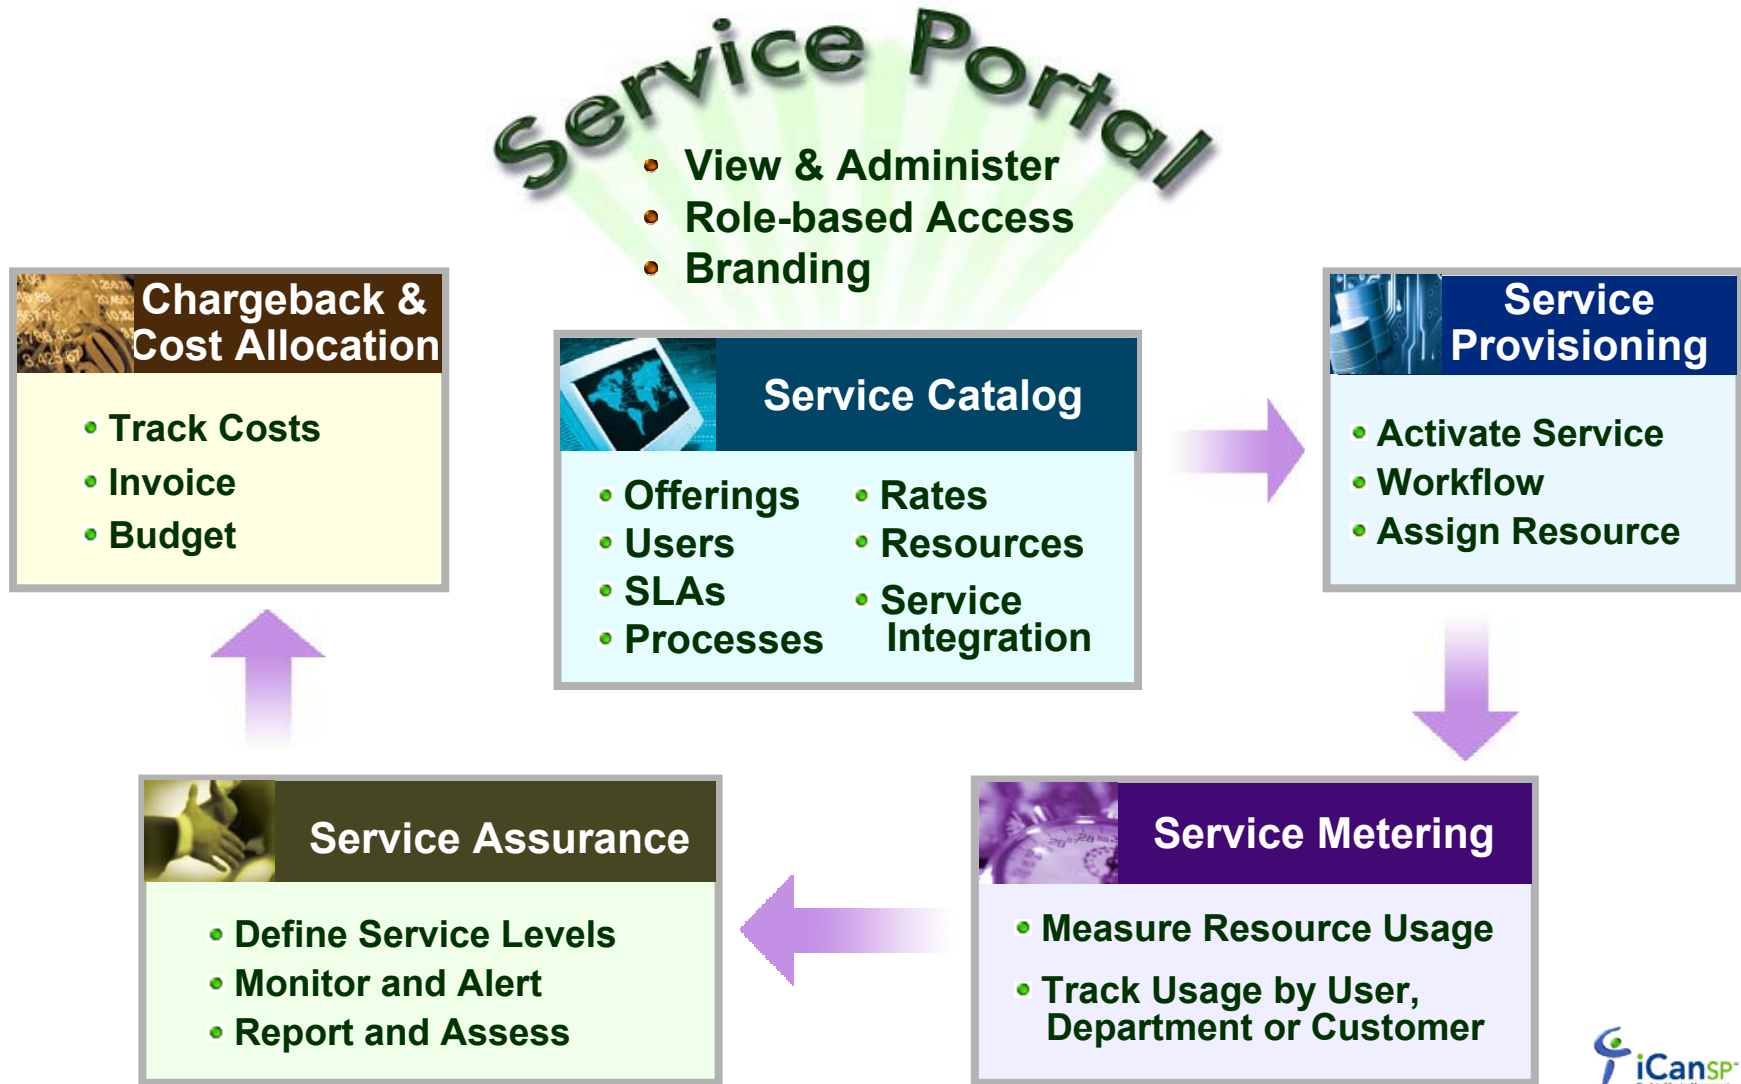 Service Portal
View & Administer
Role-based Access
Branding
Chargeback &
Cost Allocation
Track Costs
Invoice
Budget
Service Catalog
Offerings
Users
SLAs
Processes
Rates
Resources
Service
Integration
Service
Provisioning
Activate Service
Workflow
Assign Resource
Service Assurance
Define Service Levels
Monitor and Alert
Report and Assess
Service Metering
Measure Resource Usage
Track Usage by User,
Department or Customer
iCanSP